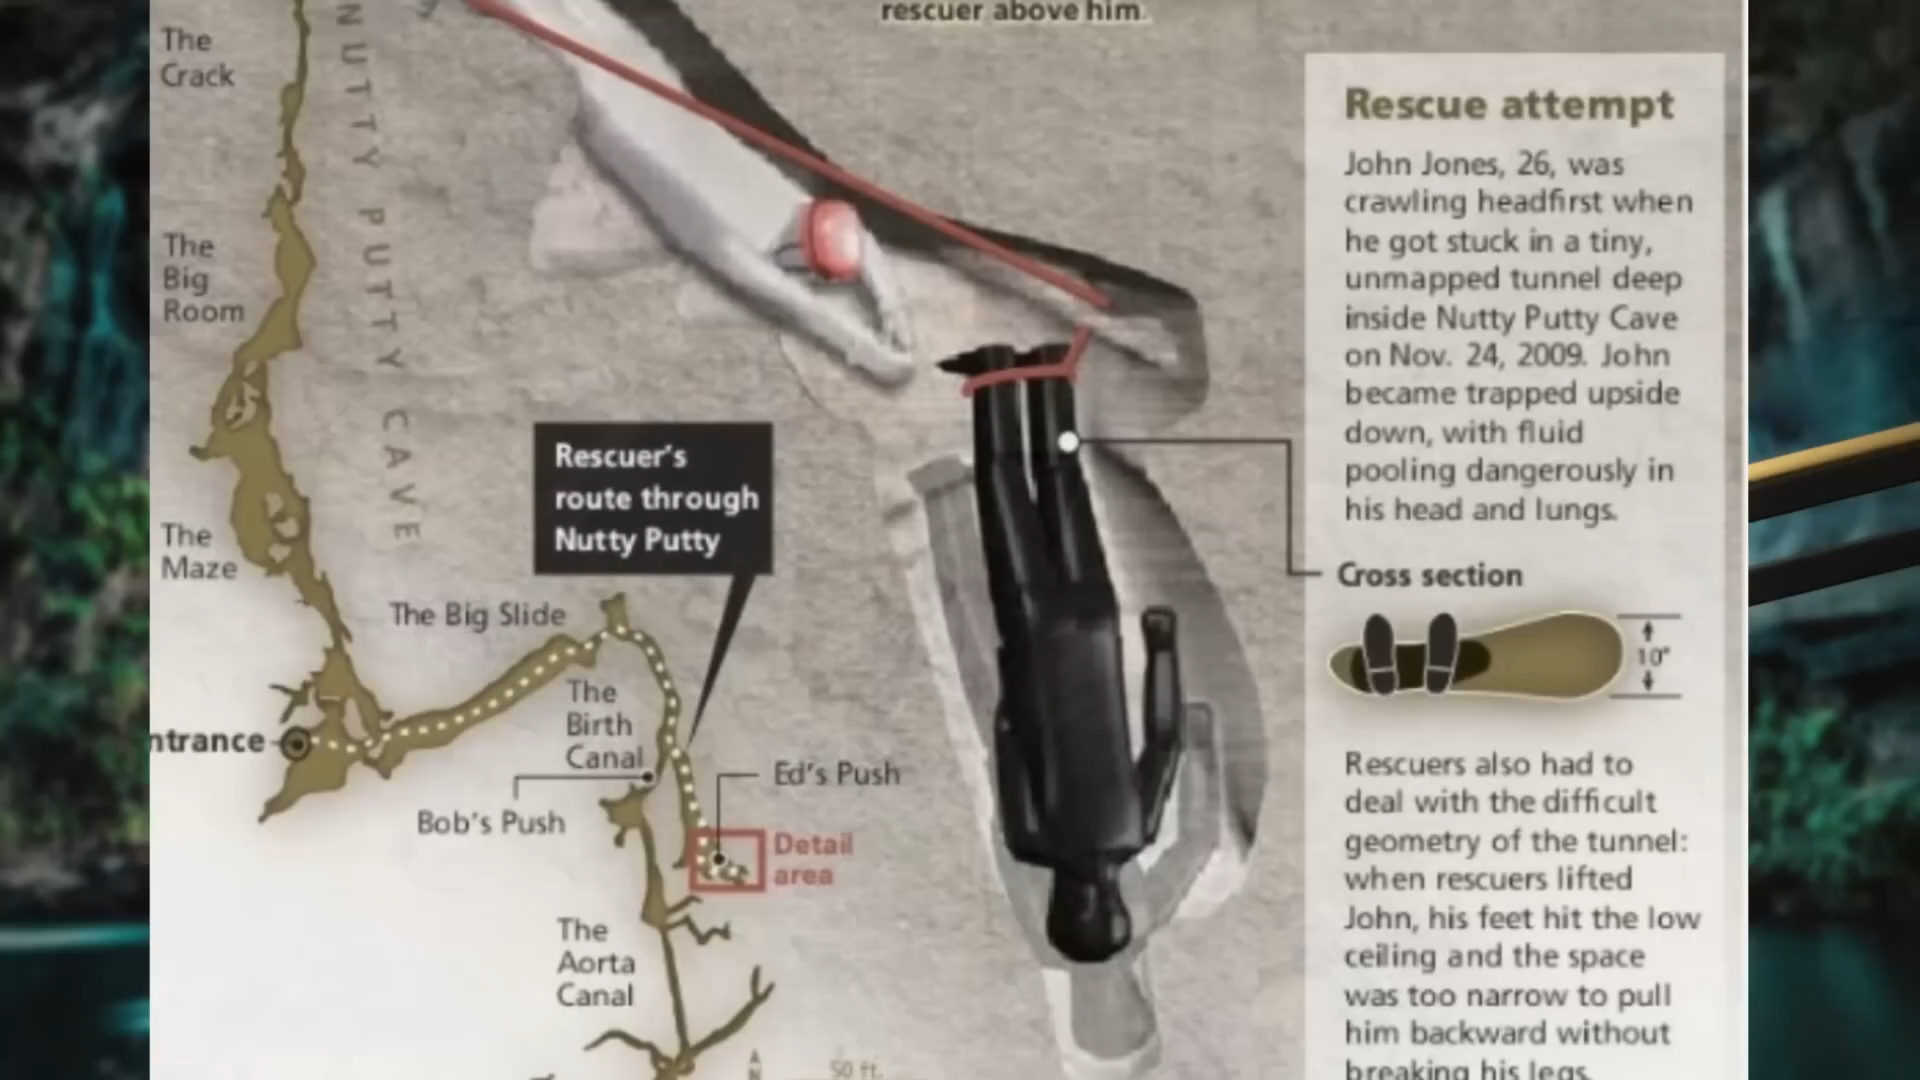 rescuer above him.
The
Crack
NUTTY PUTTY CAVE
The
Big
Room
The
Maze
Rescuer's
route through
Nutty Putty
The Big Slide
The
Birth
Canal
ntrance
Bob's Push
Ed's Push
Detail
area
The
Aorta
Canal
N
50 ft.
Rescue attempt
John Jones, 26, was
crawling headfirst when
he got stuck in a tiny,
unmapped tunnel deep
inside Nutty Putty Cave
on Nov. 24, 2009. John
became trapped upside
down, with fluid
pooling dangerously in
his head and lungs.
Cross section
10"
Rescuers also had to
deal with the difficult
geometry of the tunnel:
when rescuers lifted
John, his feet hit the low
ceiling and the space
was too narrow to pull
him backward without
breaking his legs.